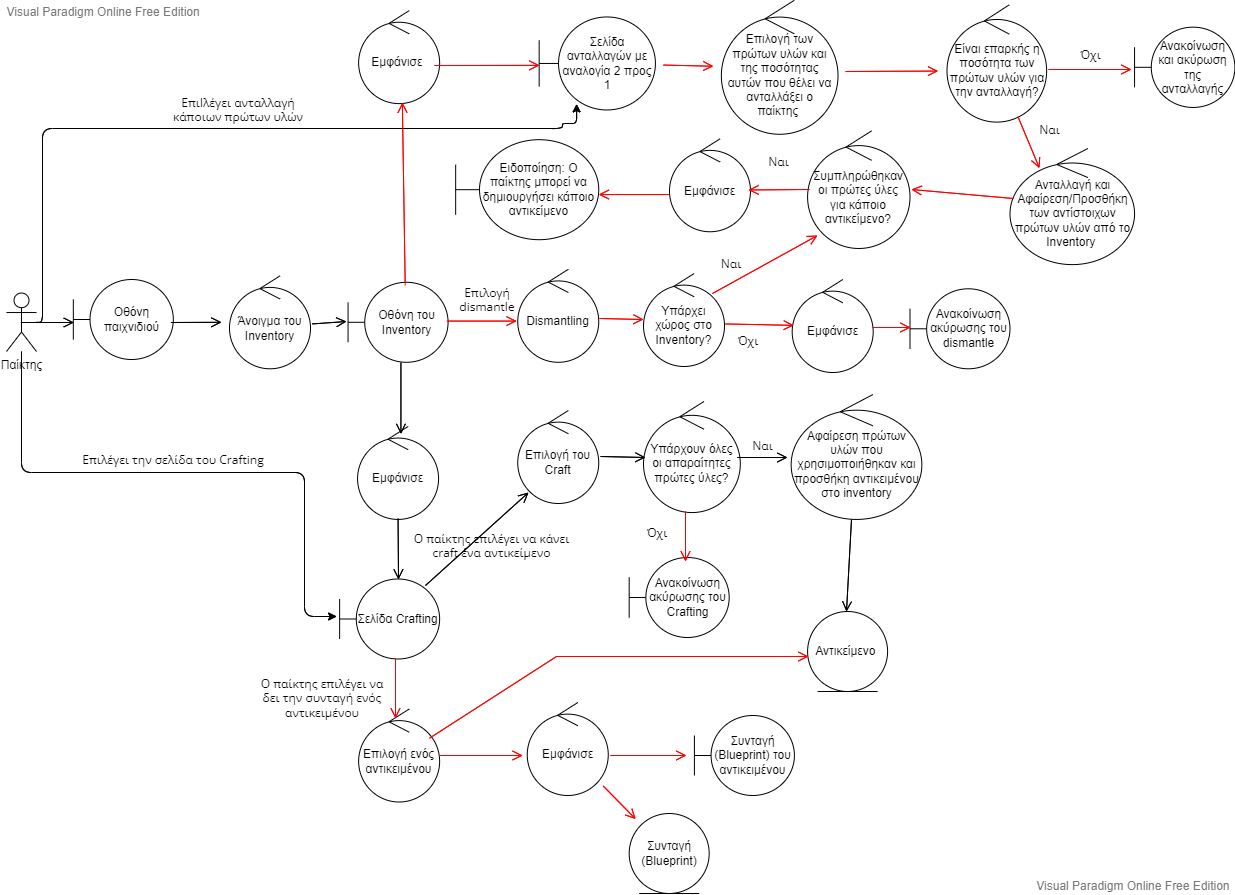 Visual Paradigm Online Free Edition
Εμφάνισε
Σελίδα
ανταλλαγών με
αναλογία 2 προς
1
Επιλογή των
πρώτων υλών και
της ποσότητας
αυτών που θέλει να
ανταλλάξει ο
παίκτης
Είναι επαρκής η
ποσότητα των
πρώτων υλών για
την ανταλλαγή?
Όχι
Ανακοίνωση
και ακύρωση
της
ανταλλαγής
Επιλλέγει ανταλλαγή
κάποιων πρώτων υλών
Ναι
Ειδοποίηση: Ο
παίκτης μπορεί να
δημιουργήσει κάποιο
αντικείμενο
Εμφάνισε
Ναι
Συμπληρώθηκαν
οι πρώτες ύλες
για κάποιο
αντικείμενο?
Ανταλλαγή και
Αφαίρεση/Προσθήκη
των αντίστοιχων
πρώτων υλών από το
Inventory
Παίκτης
Οθόνη
παιχνιδιού
Άνοιγμα του
Inventory
Οθόνη του
Inventory
Επιλογή
dismantle
Dismantling
Υπάρχει
χώρος στο
Inventory?
Ναι
Όχι
Εμφάνισε
Ανακοίνωση
ακύρωσης του
dismantle
Επιλέγει την σελίδα του Crafting
Εμφάνισε
Επιλογή του
Craft
Υπάρχουν όλες
οι απαραίτητες
πρώτες ύλες?
Ναι
Αφαίρεση πρώτων
υλών που
χρησιμοποιήθηκαν και
προσθήκη αντικειμένου
στο inventory
Ο παίκτης επιλέγει να κάνει
craft ένα αντικείμενο
Όχι
Ανακοίνωση
ακύρωσης του
Crafting
Σελίδα Crafting
Αντικείμενο
Ο παίκτης επιλέγει να
δει την συνταγή ενός
αντικειμένου
Επιλογή ενός
αντικειμένου
Εμφάνισε
Συνταγή
(Blueprint) του
αντικειμένου
Συνταγή
(Blueprint)
Visual Paradigm Online Free Edition